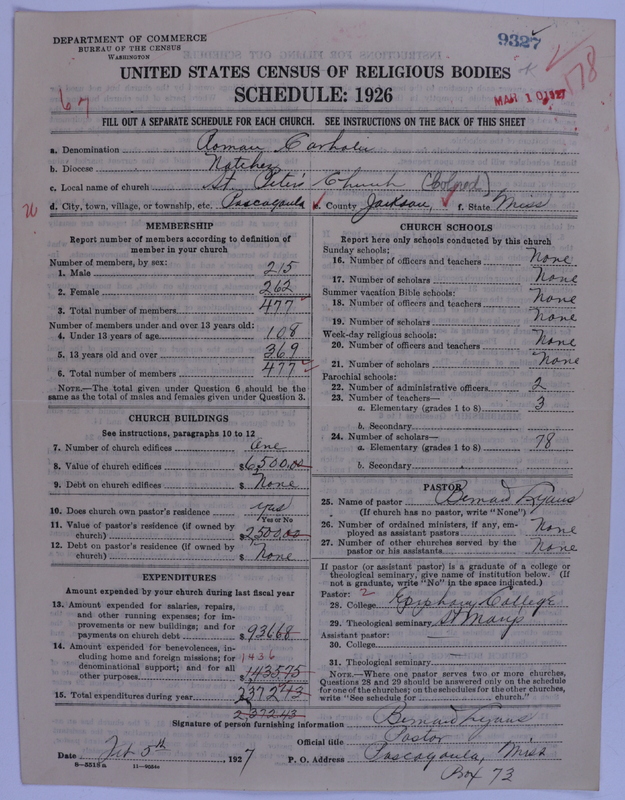 DEPARTMENT OF COMMERCE
BUREAU OF THE CENSUS
WASHINGTON
9327
178
UNITED STATES CENSUS OF RELIGIOUS BODIES
SCHEDULE: 1926
67
MAR 10 1927
FILL OUT A SEPARATE SCHEDULE FOR EACH CHURCH. SEE INSTRUCTIONS ON THE BACK OF THIS SHEET
a. Denomination Roman Catholic
b. Diocese Natchez
c. Local name of church St. Peter's Church (Colored)
d. City, town, village, or township, etc. Pascagoula e. County Jackson, f. State Miss
MEMBERSHIP
Report number of members according to definition of member in your church
Number of members, by sex:
1. Male 215
2. Female 262
3. Total number of members 477
Number of members under and over 13 years old:
4. Under 13 years of age 108
5. 13 years old and over 369
6. Total number of members 477
NOTE.—The total given under Question 6 should be the
same as the total of males and females given under Question 3.
CHURCH BUILDINGS
See instructions, paragraphs 10 to 12
7. Number of church edifices One
8. Value of church edifices $6,500.00
9. Debt on church edifices $ None
10. Does church own pastor's residence yes
Yes or No
11. Value of pastor's residence (if owned by
church) $2,500.00
12. Debt on pastor's residence (if owned by
church) $ None
EXPENDITURES
Amount expended by your church during last fiscal year
13. Amount expended for salaries, repairs,
and other running expenses; for im-
provements or new buildings; and for
payments on church debt $ 936.68
14. Amount expended for benevolences, in-
cluding home and foreign missions; for
denominational support; and for all
other purposes 1436
$ 1435.75
15. Total expenditures during year 2372.43
2372.43
CHURCH SCHOOLS
Report here only schools conducted by this church
Sunday schools:
16. Number of officers and teachers None
17. Number of scholars None
Summer vacation Bible schools:
18. Number of officers and teachers None
19. Number of scholars None
Week-day religious schools:
20. Number of officers and teachers None
21. Number of scholars None
Parochial schools:
22. Number of administrative officers 2
23. Number of teachers—
a. Elementary (grades 1 to 8) 3
b. Secondary
24. Number of scholars—
a. Elementary (grades 1 to 8) 78
b. Secondary
PASTOR
25. Name of pastor Bernard
(If church has no pastor, write "None")
26. Number of ordained ministers, if any, em-
ployed as assistant pastors None
27. Number of other churches served by the
pastor or his assistants None
If pastor (or assistant pastor) is a graduate of a college or
theological seminary, give name of institution below. (If
not a graduate, write "No" in the space indicated.)
Pastor: 2
28. College Epiphany College
29. Theological seminary St Marys
Assistant pastor:
30. College
31. Theological seminary
NOTE.—Where one pastor serves two or more churches,
Questions 28 and 29 should be answered only on the schedule
for one of the churches; on the schedules for the other churches,
write "See schedule for church."
Signature of person furnishing information Bernard
Official title Pastor
Date Feb 5th 1927 P. O. Address Pascagoula, Miss
Box 73
8—5518a 11—9554o